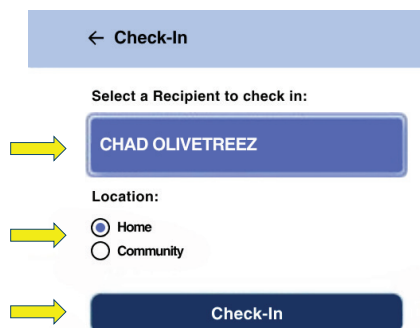 ← Check-In
Select a Recipient to check in:
CHAD OLIVETREEZ
Location:
Home
Community
Check-In